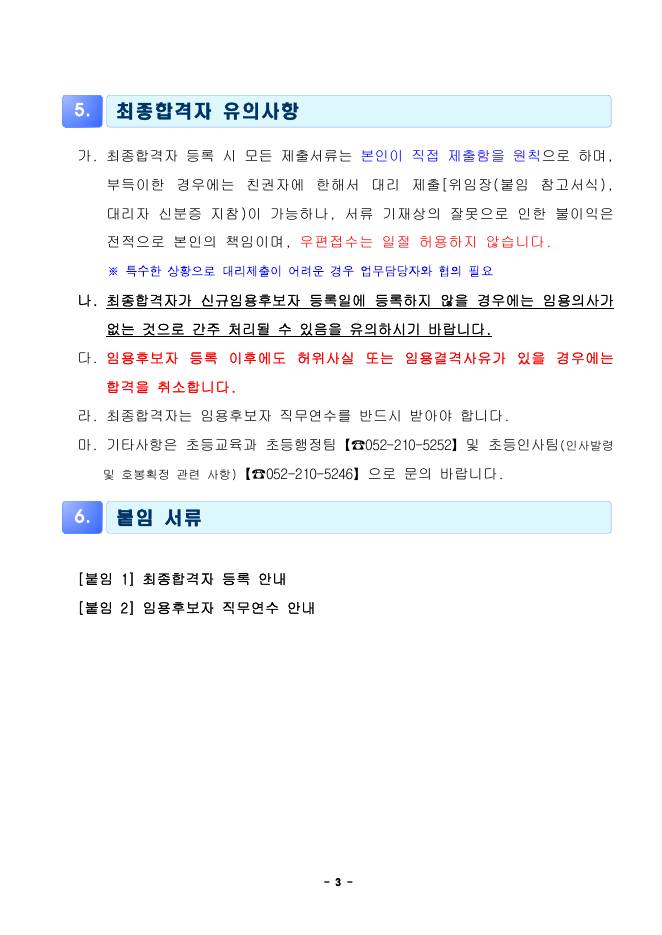 5. 최종합격자 유의사항
가. 최종합격자 등록 시 모든 제출서류는 본인이 직접 제출함을 원칙으로 하며,
부득이한 경우에는 친권자에 한해서 대리 제출[위임장(붙임 참고서식),
대리자 신분증 지참)이 가능하나, 서류 기재상의 잘못으로 인한 불이익은
전적으로 본인의 책임이며, 우편접수는 일절 허용하지 않습니다.
※ 특수한 상황으로 대리제출이 어려운 경우 업무담당자와 협의 필요
나. 최종합격자가 신규임용후보자 등록일에 등록하지 않을 경우에는 임용의사가
없는 것으로 간주 처리될 수 있음을 유의하시기 바랍니다.
다. 임용후보자 등록 이후에도 허위사실 또는 임용결격사유가 있을 경우에는
합격을 취소합니다.
라. 최종합격자는 임용후보자 직무연수를 반드시 받아야 합니다.
마. 기타사항은 초등교육과 초등행정팀【☎052-210-5252】및 초등인사팀(인사발령
및 호봉획정 관련 사항)【☎052-210-5246】으로 문의 바랍니다.
6. 붙임 서류
[붙임 1] 최종합격자 등록 안내
[붙임 2] 임용후보자 직무연수 안내
- 3 -